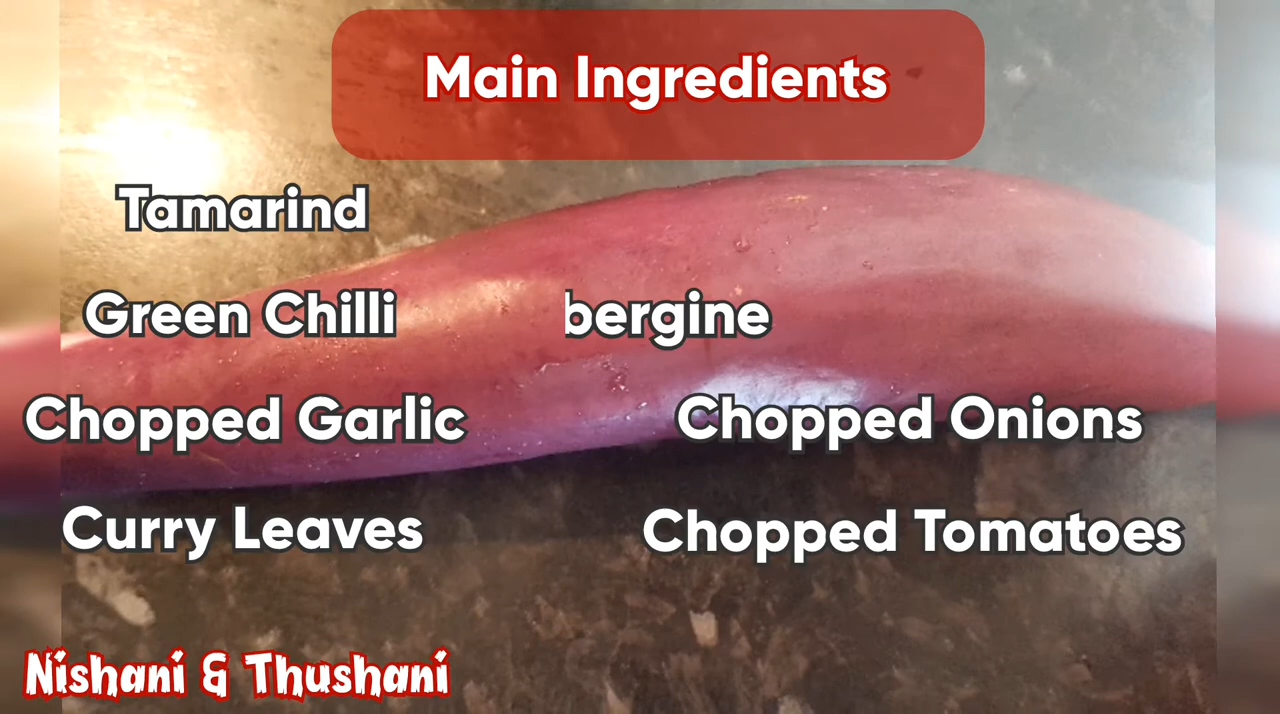 Main Ingredients
Tamarind
Green Chilli
bergine
Chopped Garlic
Chopped Onions
Curry Leaves
Chopped Tomatoes
Nishani & Thushani